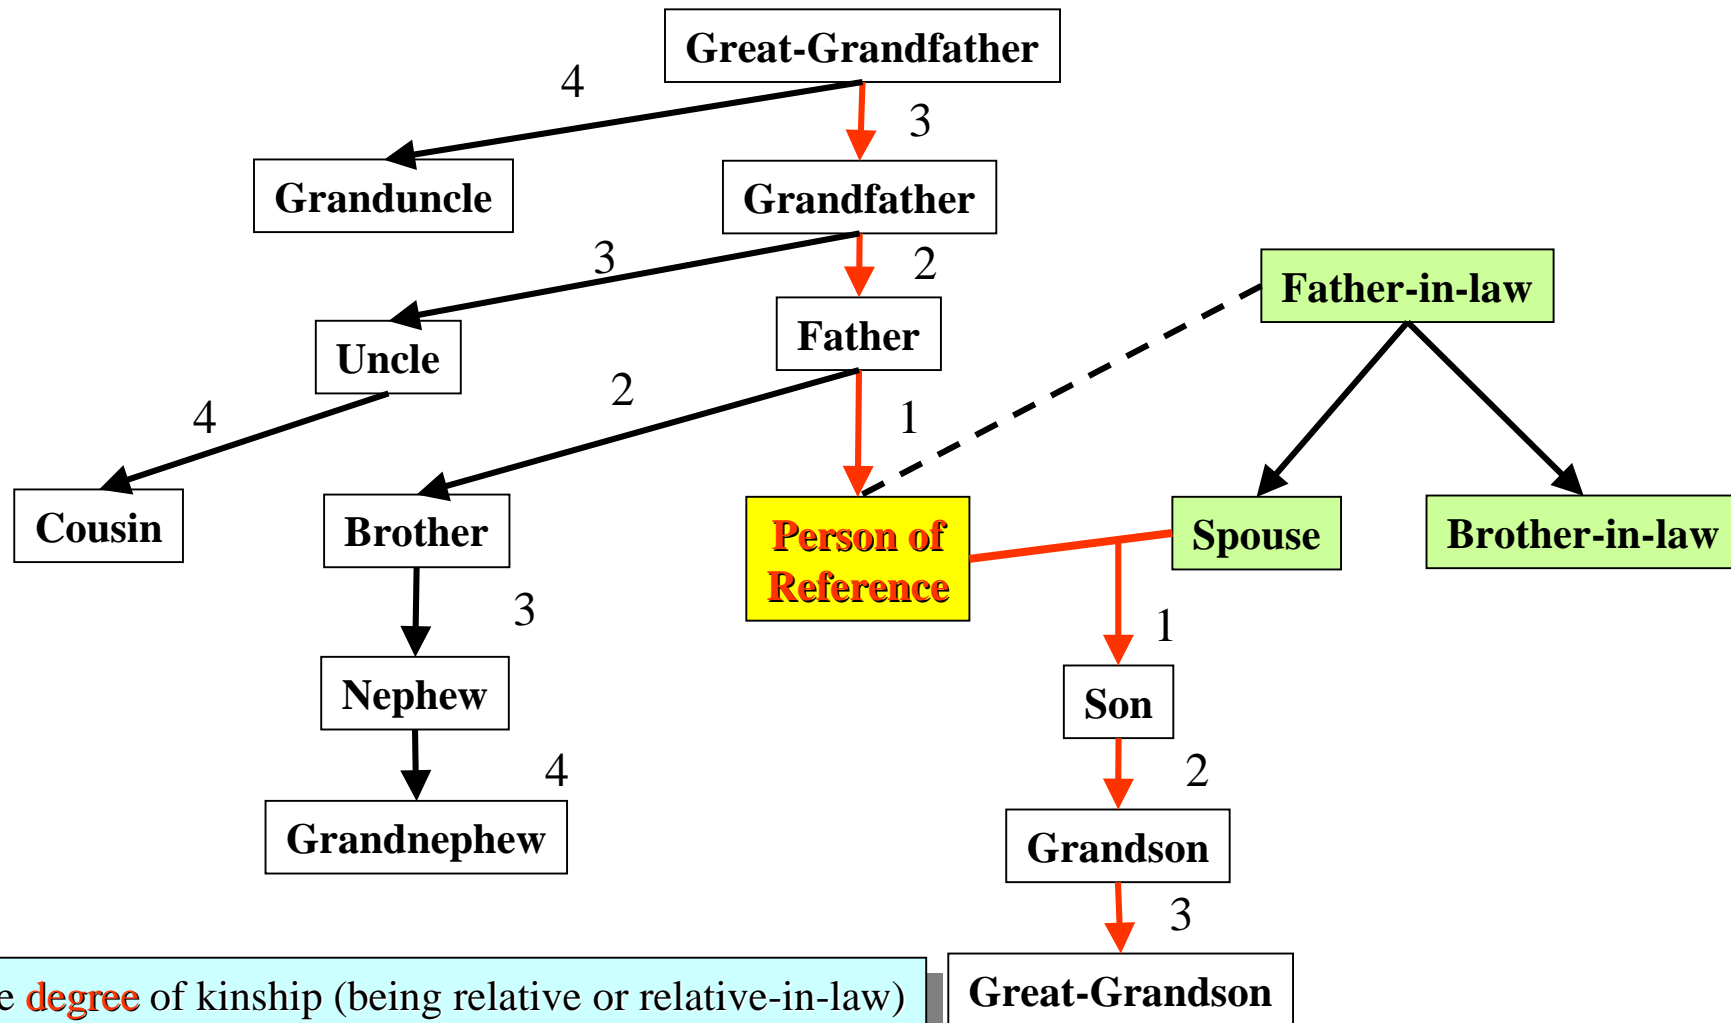 Great-Grandfather
4
3
Granduncle
Grandfather
3
2
Father-in-law
Uncle
Father
4
2
1
Cousin
Brother
Person of
Reference
Spouse
Brother-in-law
3
1
Nephew
Son
4
2
Grandnephew
Grandson
3
degree of kinship (being relative or relative-in-law)
Great-Grandson